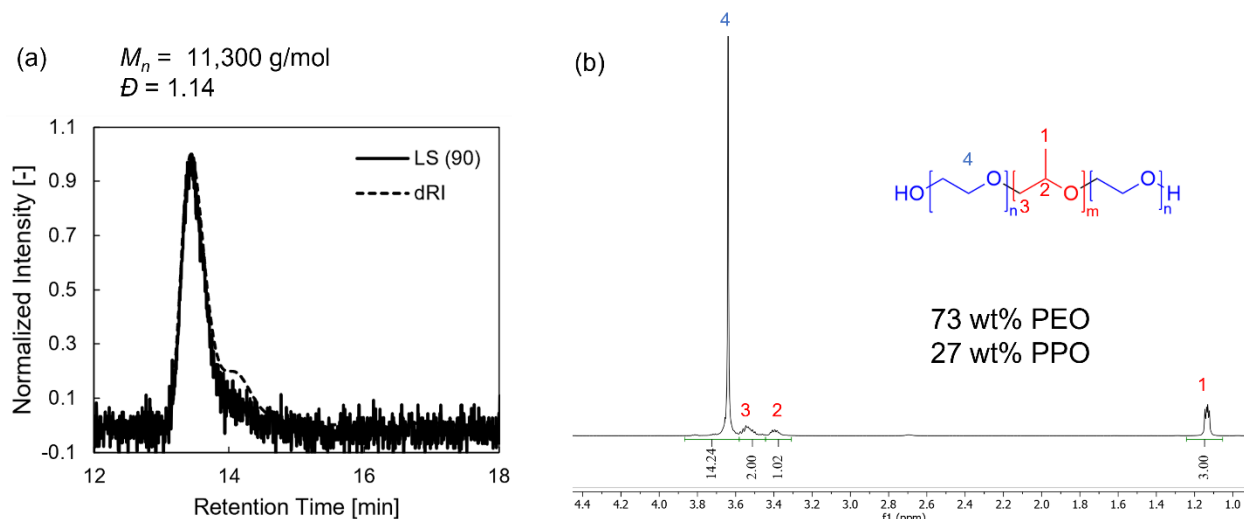 (a)
Mn = 11,300 g/mol
Đ = 1.14
Normalized Intensity [-]
1.1
0.9
0.7
0.5
0.3
0.1
-0.1
LS (90)
dRI
12
14
16
18
Retention Time [min]
(b)
4
1
4
HO
O
2
3
n
O
m
O
H
n
73 wt% PEO
27 wt% PPO
3
2
1
14.24
2.00
1.02
3.00
4.4 4.2 4.0 3.8 3.6 3.4 3.2 3.0 2.8 2.6 2.4 2.2 2.0 1.8 1.6 1.4 1.2 1.0
f1 (ppm)